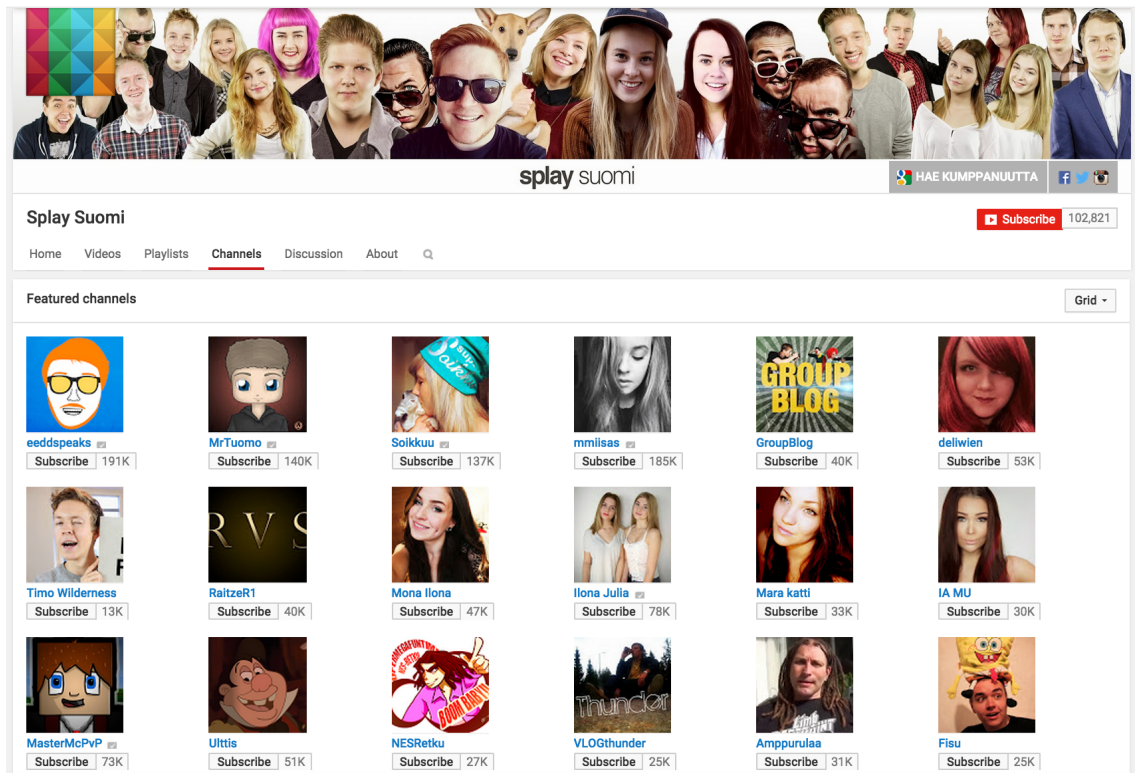 splay suomi
HAE KUMPPANUUTTA
Splay Suomi
Subscribe 102,821
Home Videos Playlists Channels Discussion About
Featured channels
Grid
Soikku
GROUP
BLOG
eeddspeaks MrTuomo Soikkuu mmiisas GroupBlog deliwien
Subscribe 191K Subscribe 140K Subscribe 137K Subscribe 185K Subscribe 40K Subscribe 53K
RVS
Timo Wilderness RaitzeR1 Mona Ilona Ilona Julia Mara katti IA MU
Subscribe 13K Subscribe 40K Subscribe 47K Subscribe 78K Subscribe 33K Subscribe 30K
BOOM BABY!!!
Thunder
MasterMcPvP Ulttis NESRetku VLOGthunder Amppurulaa Fisu
Subscribe 73K Subscribe 51K Subscribe 27K Subscribe 25K Subscribe 31K Subscribe 25K